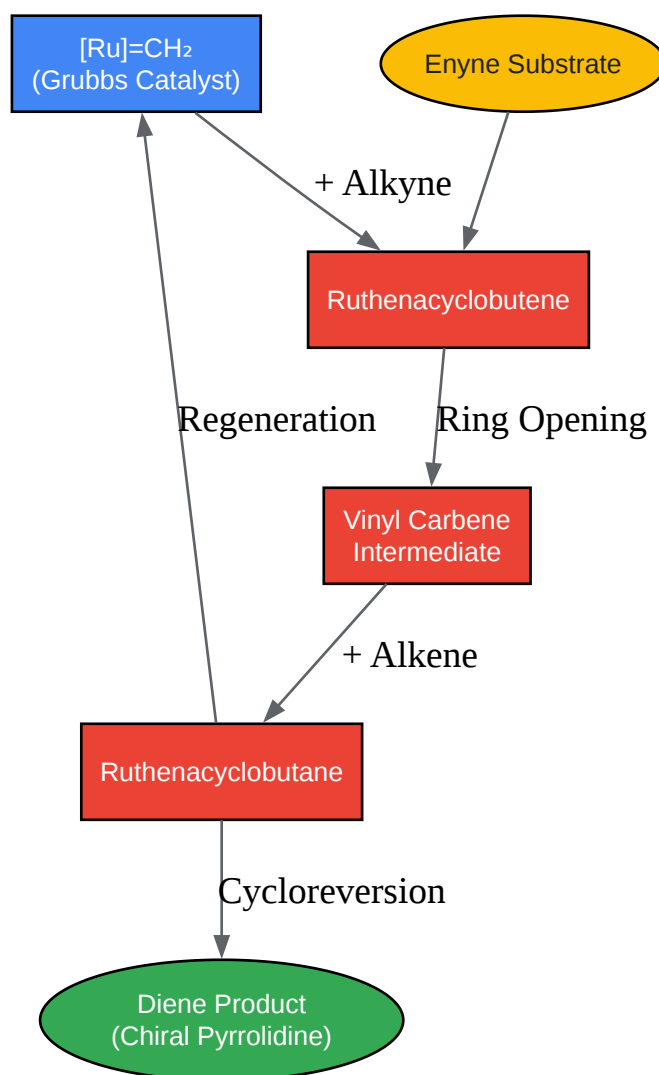 [Ru]=CH₂
(Grubbs Catalyst)
Enyne Substrate
+ Alkyne
Ruthenacyclobutene
Regeneration
Ring Opening
Vinyl Carbene
Intermediate
+ Alkene
Ruthenacyclobutane
Cycloreversion
Diene Product
(Chiral Pyrrolidine)